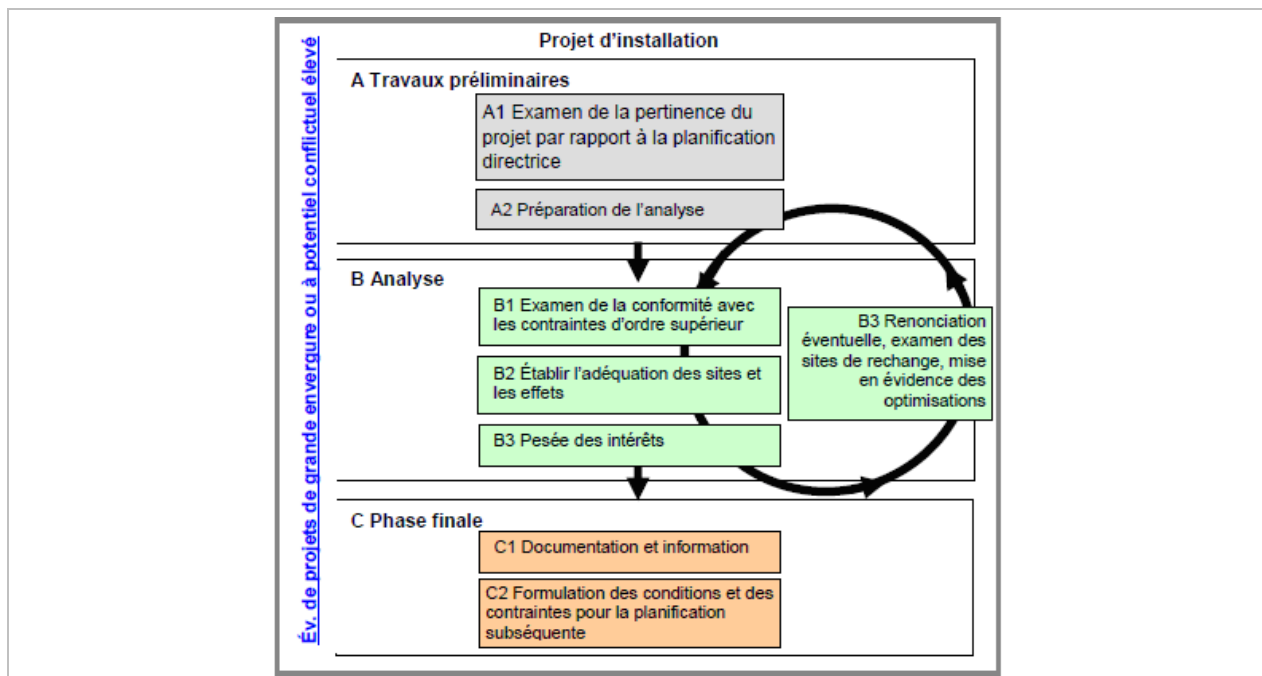 Projet d'installation
Év. de projets de grande envergure ou à potentiel conflictuel élevé
A Travaux préliminaires
A1 Examen de la pertinence du
projet par rapport à la planification
directrice
A2 Préparation de l'analyse
B Analyse
B1 Examen de la conformité avec
les contraintes d'ordre supérieur
B2 Établir l'adéquation des sites et
les effets
B3 Pesée des intérêts
B3 Renonciation
éventuelle, examen des
sites de rechange, mise
en évidence des
optimisations
C Phase finale
C1 Documentation et information
C2 Formulation des conditions et des
contraintes pour la planification
subséquente